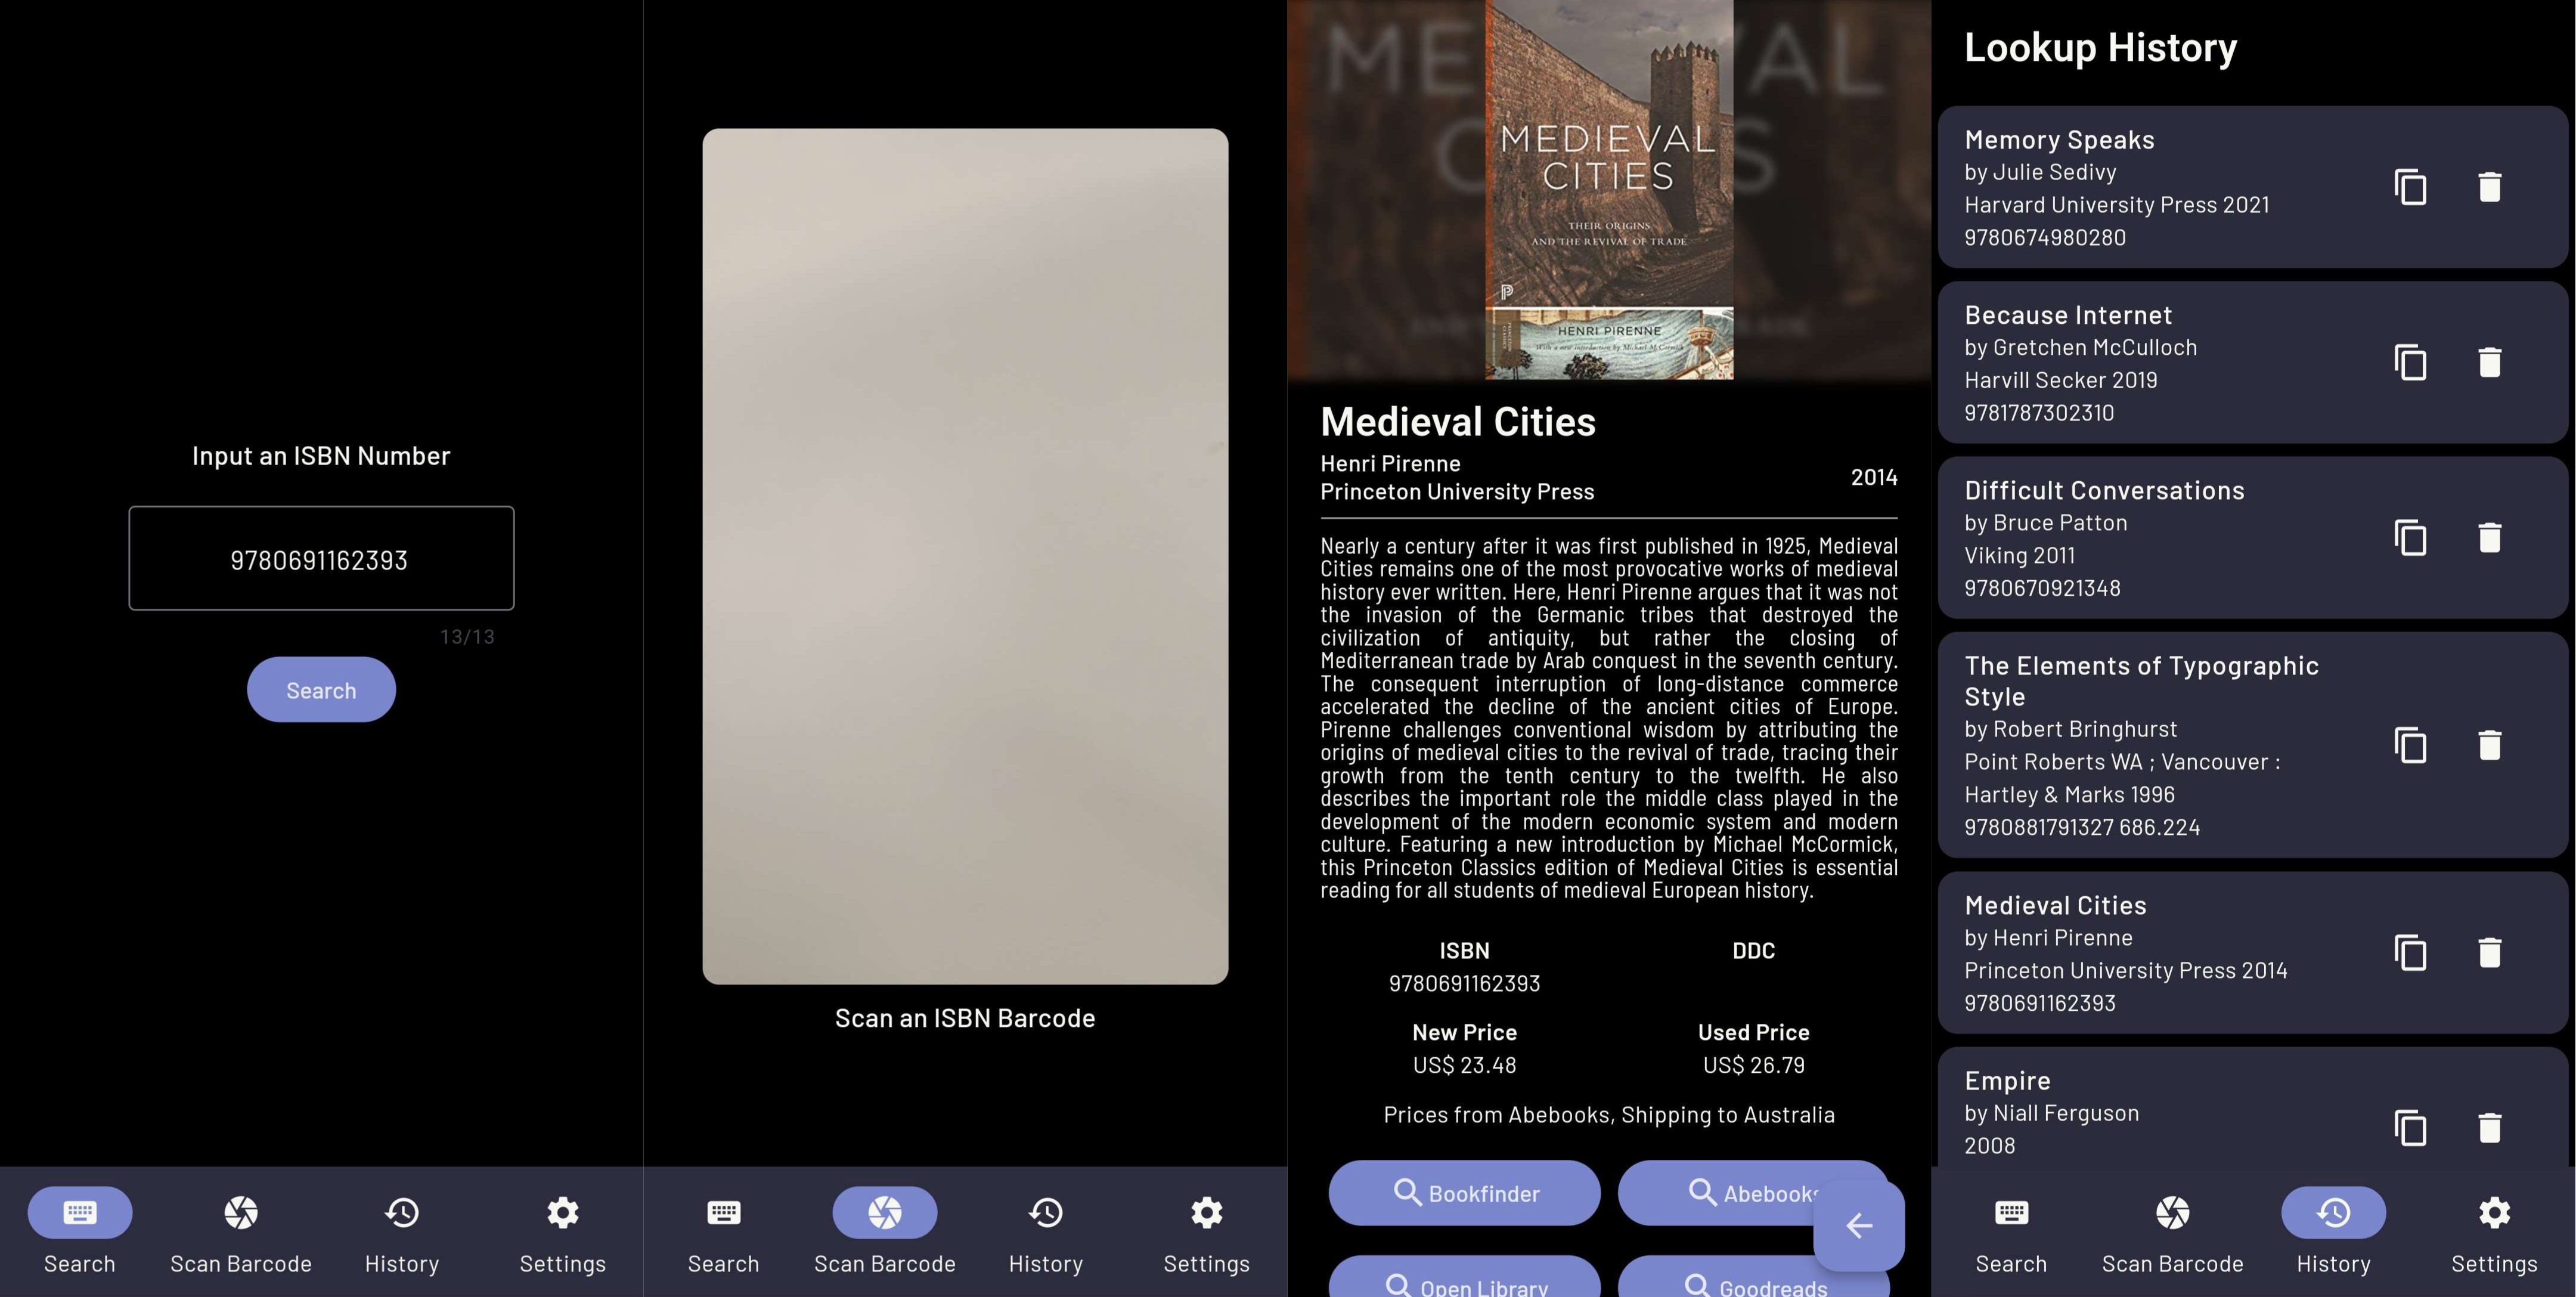 Input an ISBN Number
9780691162393
13/13
Search
Search
Scan Barcode
History
Settings
Scan an ISBN Barcode
Search
Scan Barcode
History
Settings
MEDIEVAL
CITIES
THEIR ORIGINS
AND THE REVIVAL OF TRADE
HENRI PIRENNE
With a new introduction by Michael McCormick
Medieval Cities
Henri Pirenne
Princeton University Press
2014
Nearly a century after it was first published in 1925, Medieval
Cities remains one of the most provocative works of medieval
history ever written. Here, Henri Pirenne argues that it was not
the invasion of the Germanic tribes that destroyed the
civilization of antiquity, but rather the closing of
Mediterranean trade by Arab conquest in the seventh century.
The consequent interruption of long-distance commerce
accelerated the decline of the ancient cities of Europe.
Pirenne challenges conventional wisdom by attributing the
origins of medieval cities to the revival of trade, tracing their
growth from the tenth century to the twelfth. He also
describes the important role the middle class played in the
development of the modern economic system and modern
culture. Featuring a new introduction by Michael McCormick,
this Princeton Classics edition of Medieval Cities is essential
reading for all students of medieval European history.
ISBN
9780691162393
DDC
New Price
US$ 23.48
Used Price
US$ 26.79
Prices from Abebooks, Shipping to Australia
Bookfinder
Abebooks
Open Library
Goodreads
Lookup History
Memory Speaks
by Julie Sedivy
Harvard University Press 2021
9780674980280
Because Internet
by Gretchen McCulloch
Harvill Secker 2019
9781787302310
Difficult Conversations
by Bruce Patton
Viking 2011
9780670921348
The Elements of Typographic
Style
by Robert Bringhurst
Point Roberts WA ; Vancouver :
Hartley & Marks 1996
9780881791327 686.224
Medieval Cities
by Henri Pirenne
Princeton University Press 2014
9780691162393
Empire
by Niall Ferguson
2008
Search
Scan Barcode
History
Settings